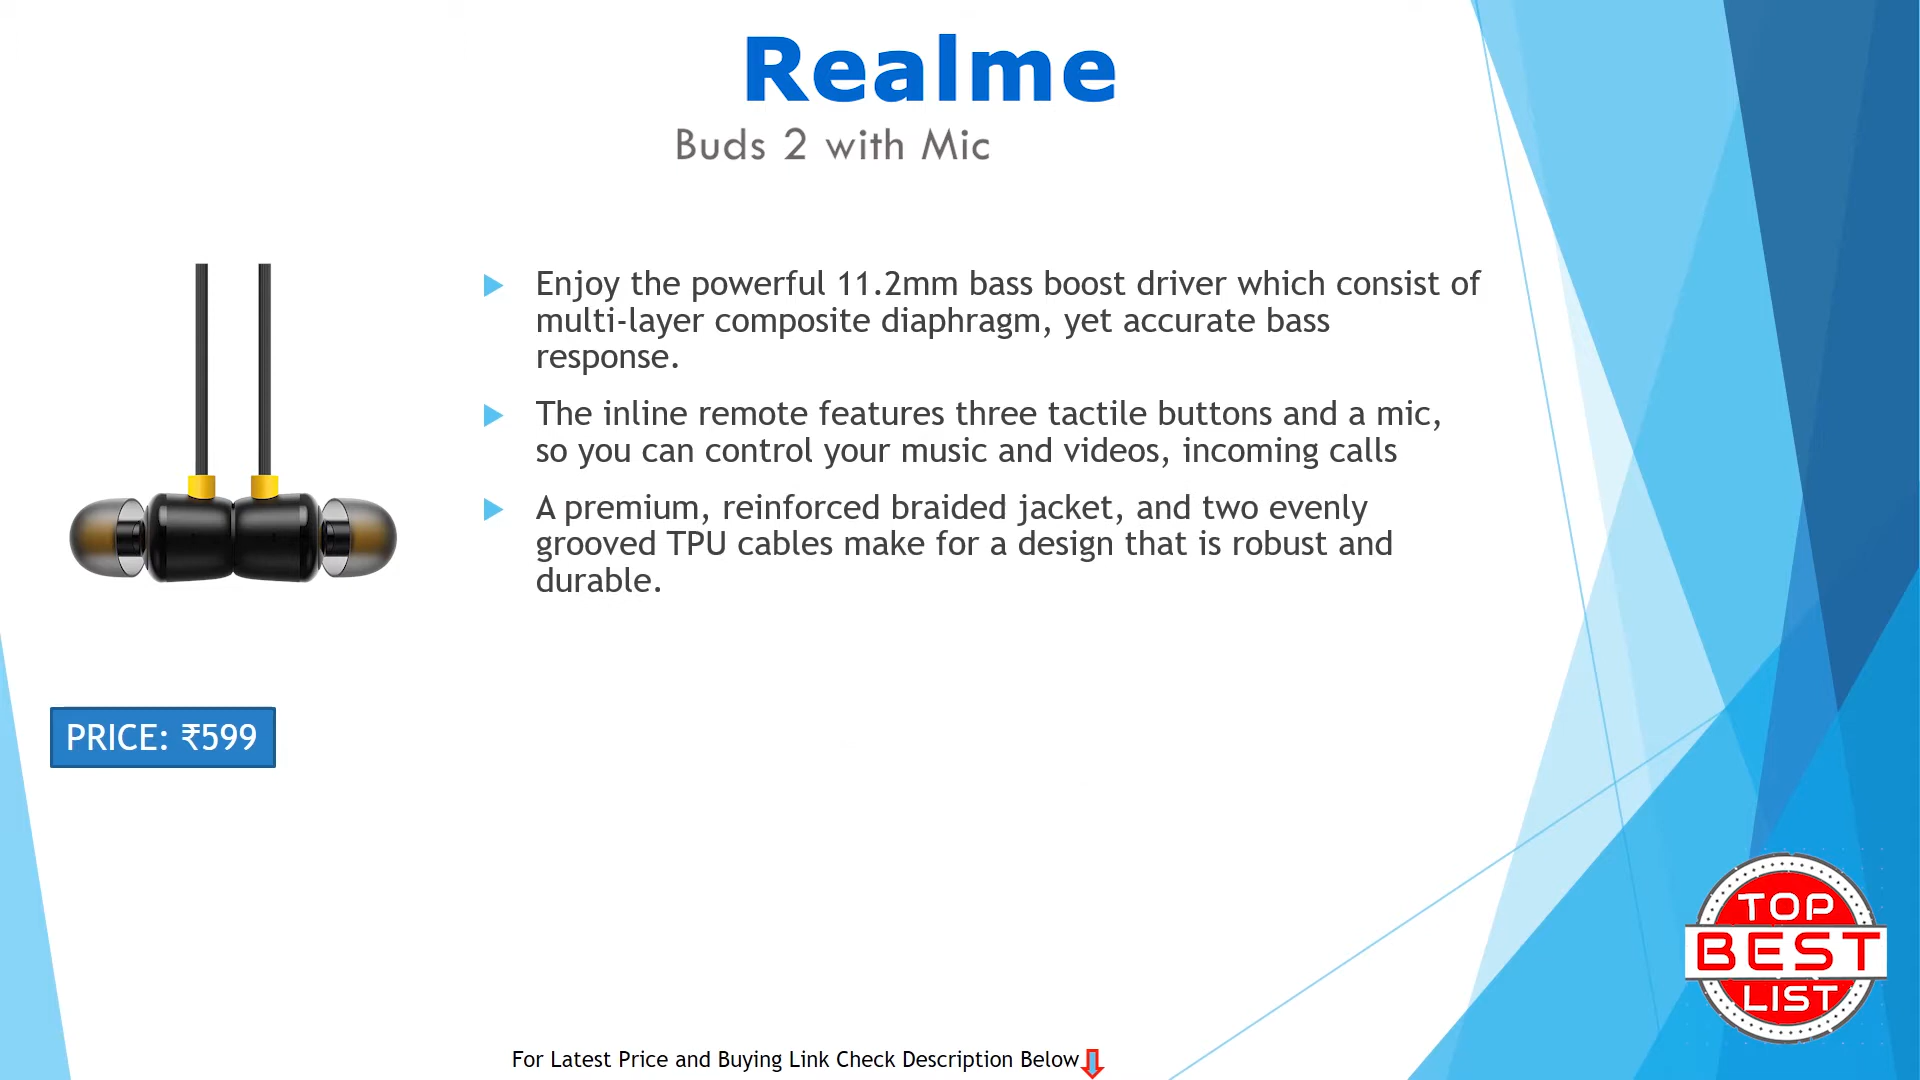 Realme
Buds 2 with Mic
Enjoy the powerful 11.2mm bass boost driver which consist of
multi-layer composite diaphragm, yet accurate bass
response.
The inline remote features three tactile buttons and a mic,
so you can control your music and videos, incoming calls
A premium, reinforced braided jacket, and two evenly
grooved TPU cables make for a design that is robust and
durable.
PRICE: ₹599
TOP
BEST
LIST
For Latest Price and Buying Link Check Description Below